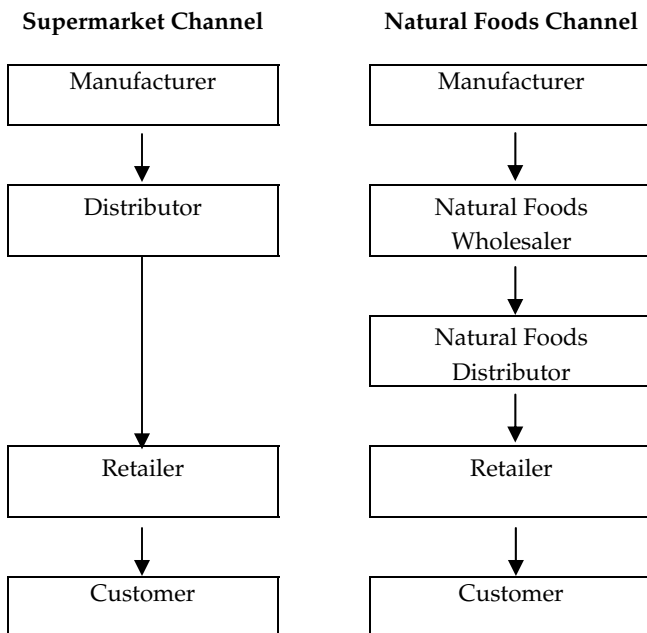 Supermarket Channel
Manufacturer
Distributor
Retailer
Customer
Natural Foods Channel
Manufacturer
Natural Foods
Wholesaler
Natural Foods
Distributor
Retailer
Customer